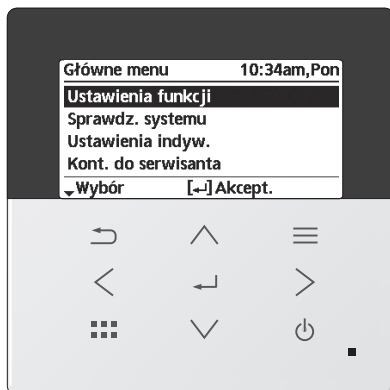 Główne menu 10:34am,Pon
Ustawienia funkcji
Sprawdz. systemu
Ustawienia indyw.
Kont. do serwisanta
Wybór [↵] Akcept.